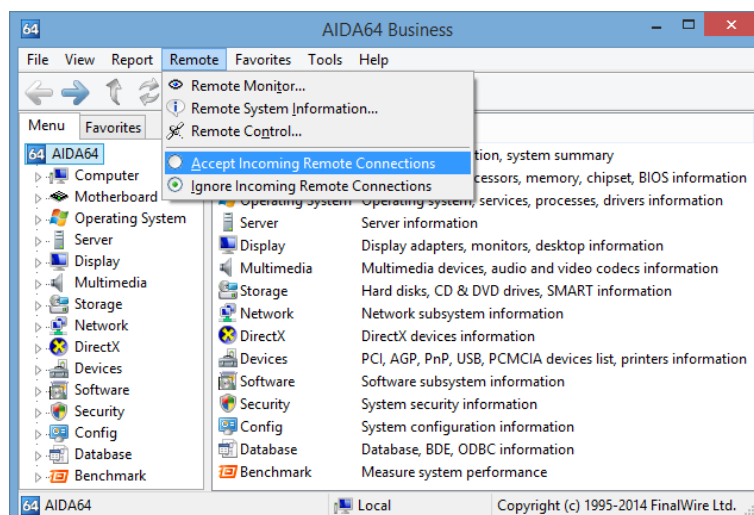 64
AIDA64 Business
File View Report Remote Favorites Tools Help
Remote Monitor...
Remote System Information...
Remote Control...
Accept Incoming Remote Connections
Ignore Incoming Remote Connections
Menu Favorites
64 AIDA64
Computer
Motherboard
Operating System
Server
Display
Multimedia
Storage
Network
DirectX
Devices
Software
Security
Config
Database
Benchmark
system summary
memory, chipset, BIOS information
Operating System Operating system, services, processes, drivers information
Server Server information
Display Display adapters, monitors, desktop information
Multimedia Multimedia devices, audio and video codecs information
Storage Hard disks, CD & DVD drives, SMART information
Network Network subsystem information
DirectX DirectX devices information
Devices PCI, AGP, PnP, USB, PCMCIA devices list, printers information
Software Software subsystem information
Security System security information
Config System configuration information
Database Database, BDE, ODBC information
Benchmark Measure system performance
64 AIDA64 Local Copyright (c) 1995-2014 FinalWire Ltd.